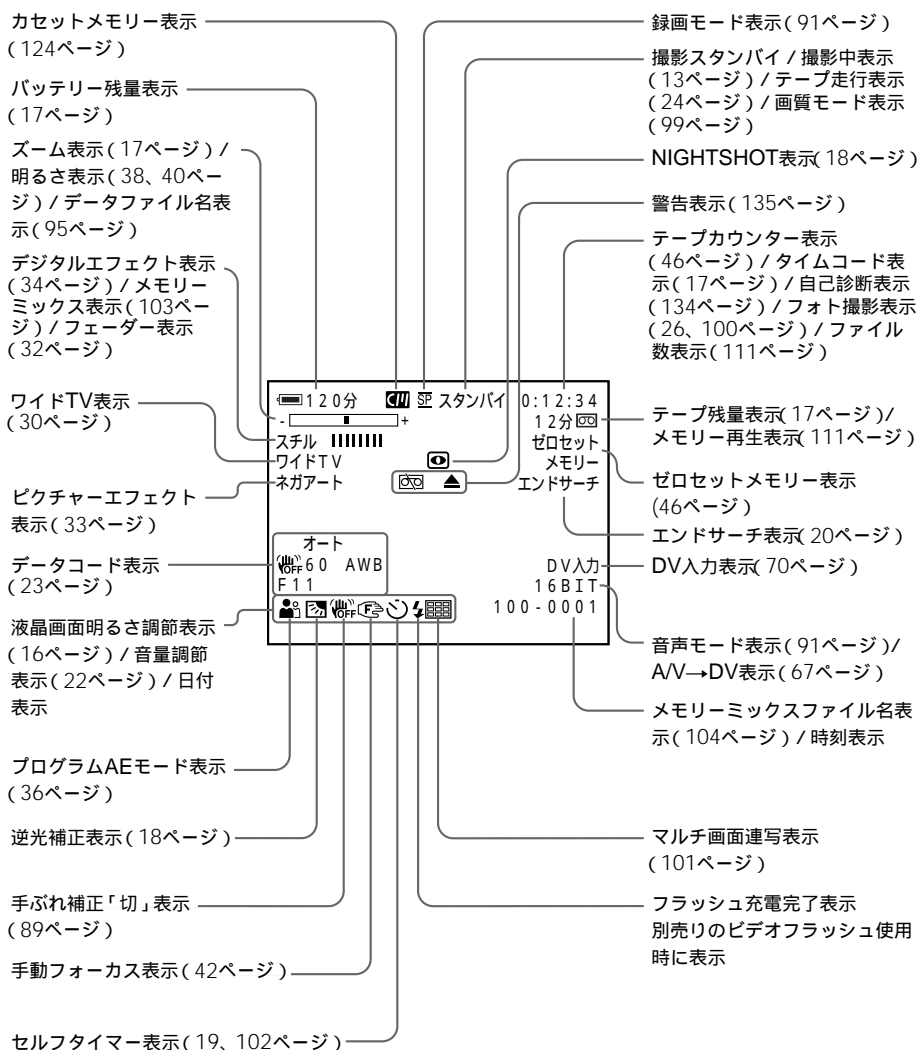 カセットメモリー表示
(124ページ)
バッテリー残量表示
(17ページ)
ズーム表示(17ページ)/
明るさ表示(38、40ペー
ジ)/データファイル名表
示(95ページ)
デジタルエフェクト表示
(34ページ)/メモリー
ミックス表示(103ペー
ジ)/フェーダー表示
(32ページ)
ワイドTV表示
(30ページ)
ピクチャーエフェクト
表示(33ページ)
データコード表示
(23ページ)
液晶画面明るさ調節表示
(16ページ)/音量調節
表示(22ページ)/日付
表示
プログラムAEモード表示
(36ページ)
逆光補正表示(18ページ)
手ぶれ補正「切」表示
(89ページ)
手動フォーカス表示(42ページ)
セルフタイマー表示(19、102ページ)
120分 SP スタンバイ 0:12:34
- + 12分
スチル ゼロセット
ワイドTV メモリー
ネガアート エンドサーチ
オート
OFF 60 AWB DV入力
F11 16BIT
OFF F 100-0001
録画モード表示(91ページ)
撮影スタンバイ/撮影中表示
(13ページ)/テープ走行表示
(24ページ)/画質モード表示
(99ページ)
NIGHTSHOT表示(18ページ)
警告表示(135ページ)
テープカウンター表示
(46ページ)/タイムコード表
示(17ページ)/自己診断表示
(134ページ)/フォト撮影表示
(26、100ページ)/ファイル
数表示(111ページ)
テープ残量表示(17ページ)/
メモリー再生表示(111ページ)
ゼロセットメモリー表示
(46ページ)
エンドサーチ表示(20ページ)
DV入力表示(70ページ)
音声モード表示(91ページ)/
A/V→DV表示(67ページ)
メモリーミックスファイル名表
示(104ページ)/時刻表示
マルチ画面連写表示
(101ページ)
フラッシュ充電完了表示
別売りのビデオフラッシュ使用
時に表示